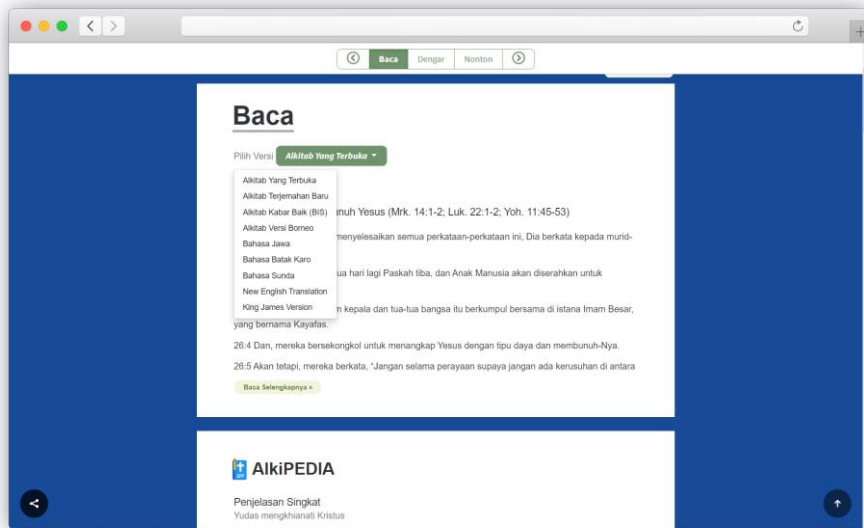 Baca
Dengar
Nonton
Baca
Pilih Versi
Alkitab Yang Terbuka
Alkitab Yang Terbuka
Alkitab Terjemahan Baru
Alkitab Kabar Baik (BIS)
Alkitab Versi Borneo
Bahasa Jawa
Bahasa Batak Karo
Bahasa Sunda
New English Translation
King James Version
nuh Yesus (Mrk. 14:1-2; Luk. 22:1-2; Yoh. 11:45-53)
menyelesaikan semua perkataan-perkataan ini, Dia berkata kepada murid-
ua hari lagi Paskah tiba, dan Anak Manusia akan diserahkan untuk
kepala dan tua-tua bangsa itu berkumpul bersama di istana Imam Besar,
yang bernama Kayafas.
26:4 Dan, mereka bersekongkol untuk menangkap Yesus dengan tipu daya dan membunuh-Nya.
26:5 Akan tetapi, mereka berkata, "Jangan selama perayaan supaya jangan ada kerusuhan di antara
Baca Selengkapnya »
AlkiPEDIA
Penjelasan Singkat
Yudas mengkhianati Kristus